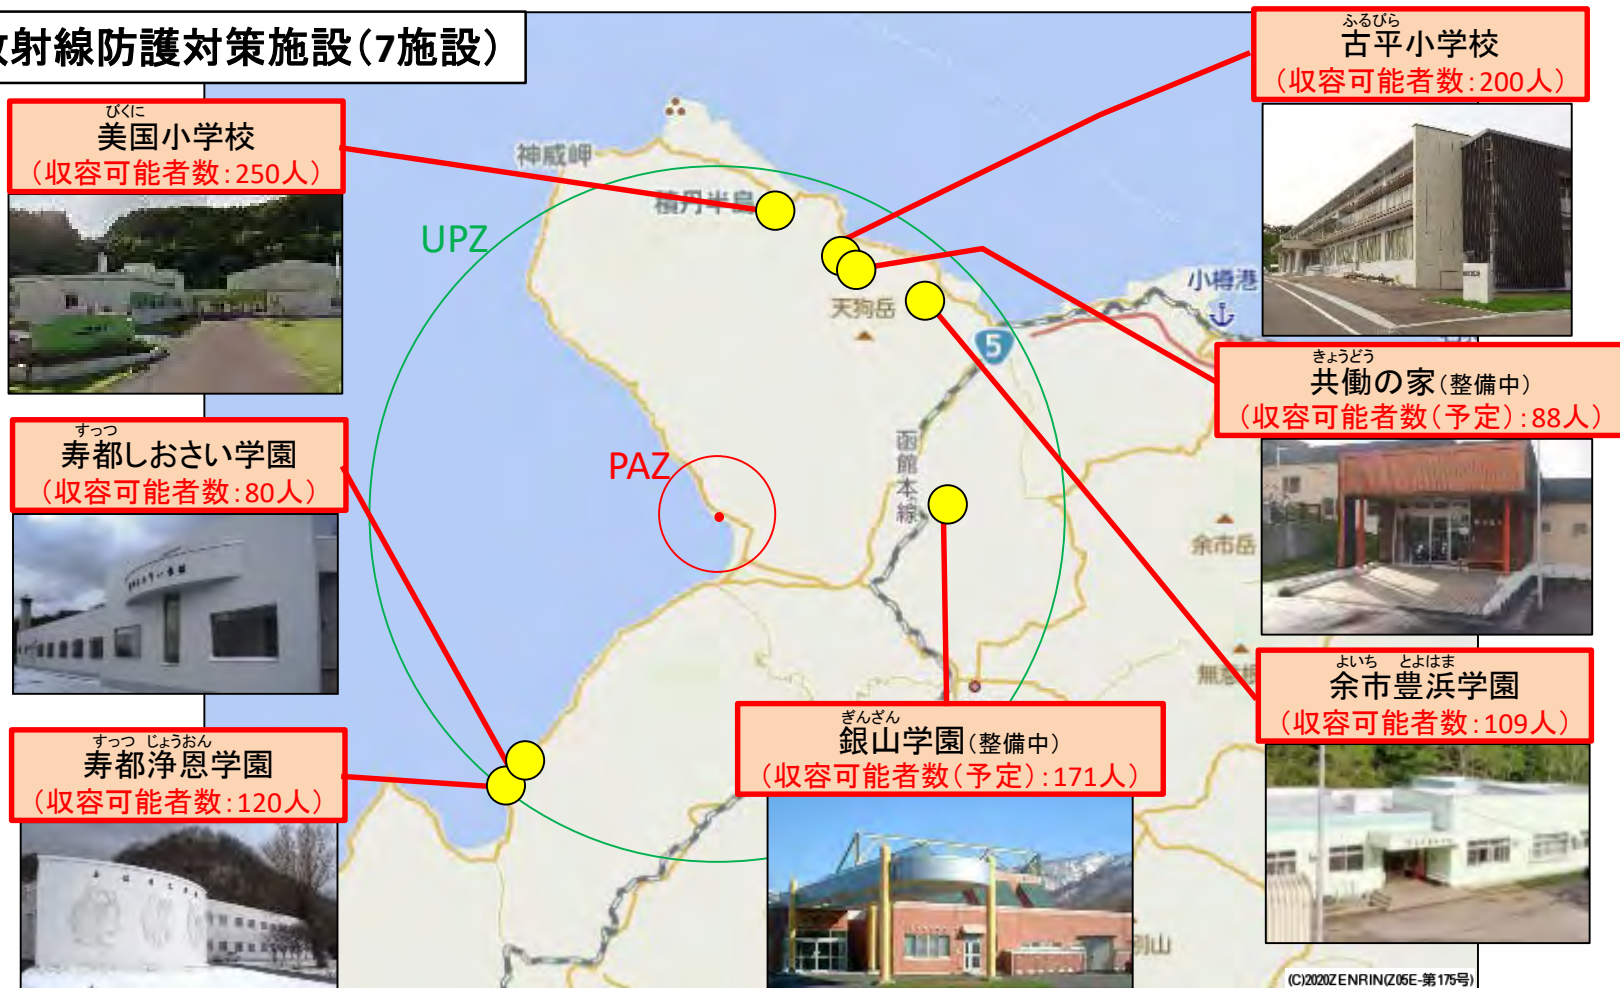 射線防護対策施設(7施設)
びくに
美国小学校
(収容可能者数:250人)
すっつ
寿都しおさい学園
(収容可能者数:80人)
すっつ じょうおん
寿都浄恩学園
(収容可能者数:120人)
ふるびら
古平小学校
(収容可能者数:200人)
きょうどう
共働の家(整備中)
(収容可能者数(予定):88人)
よいち とよはま
余市豊浜学園
(収容可能者数:109人)
ぎんざん
銀山学園(整備中)
(収容可能者数(予定):171人)
神威岬
積丹半島
UPZ
PAZ
天狗岳
小樽港
5
函館本線
余市岳
無意根
別山
(C)2020ZENRIN(Z05E-第175号)